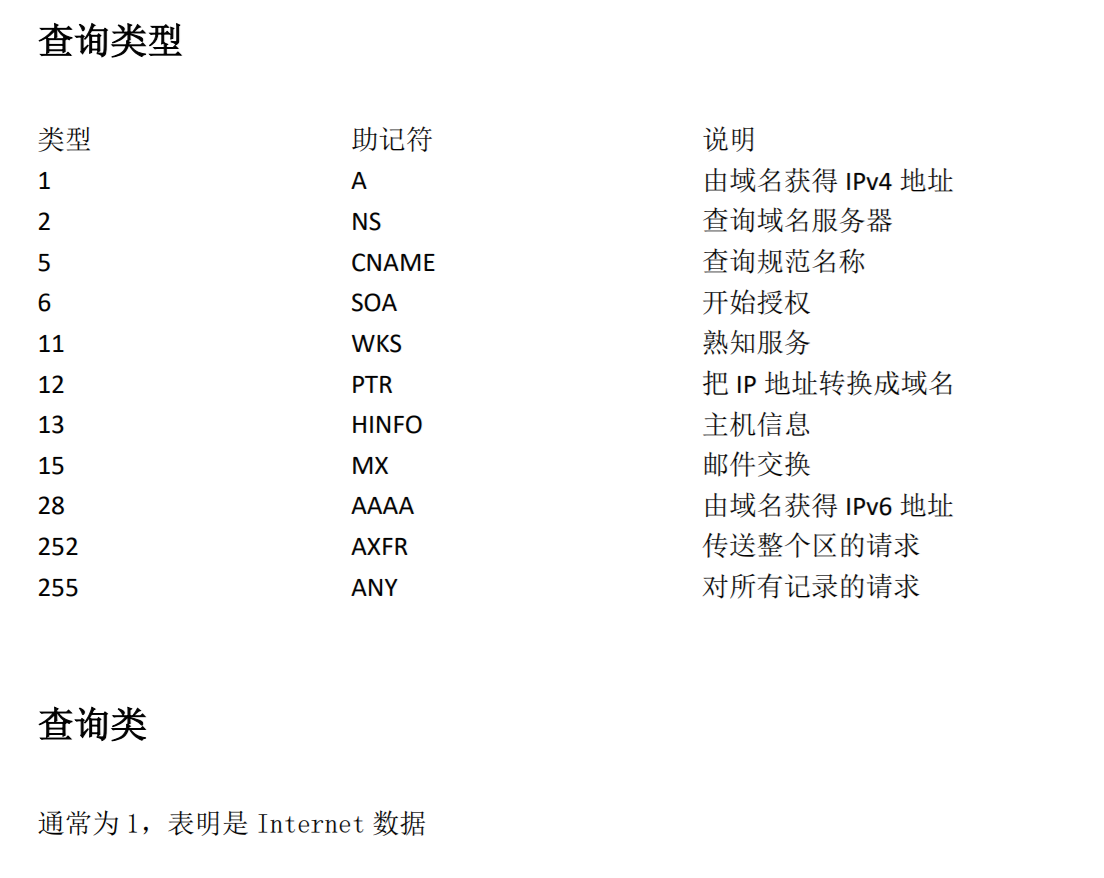 查询类型
类型 助记符 说明
1 A 由域名获得 IPv4 地址
2 NS 查询域名服务器
5 CNAME 查询规范名称
6 SOA 开始授权
11 WKS 熟知服务
12 PTR 把 IP 地址转换成域名
13 HINFO 主机信息
15 MX 邮件交换
28 AAAA 由域名获得 IPv6 地址
252 AXFR 传送整个区的请求
255 ANY 对所有记录的请求
查询类
通常为 1，表明是 Internet 数据